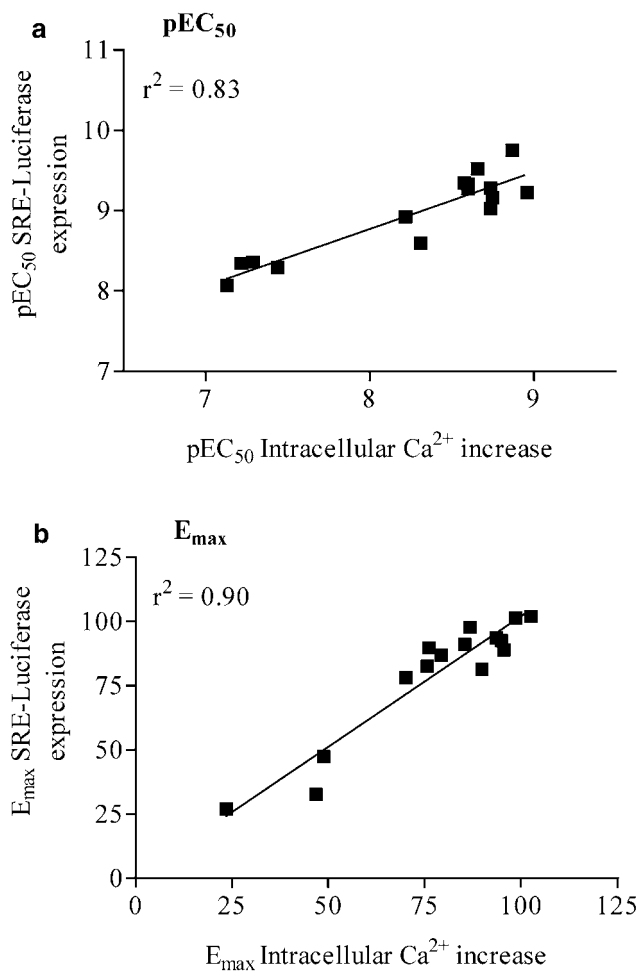 a
pEC₅₀
r² = 0.83
11
10
9
8
7
pEC₅₀ SRE-Luciferase
expression
7 8 9
pEC₅₀ Intracellular Ca²⁺ increase
b
Eₘₐₓ
r² = 0.90
125
100
75
50
25
0
Eₘₐₓ SRE-Luciferase
expression
0 25 50 75 100 125
Eₘₐₓ Intracellular Ca²⁺ increase